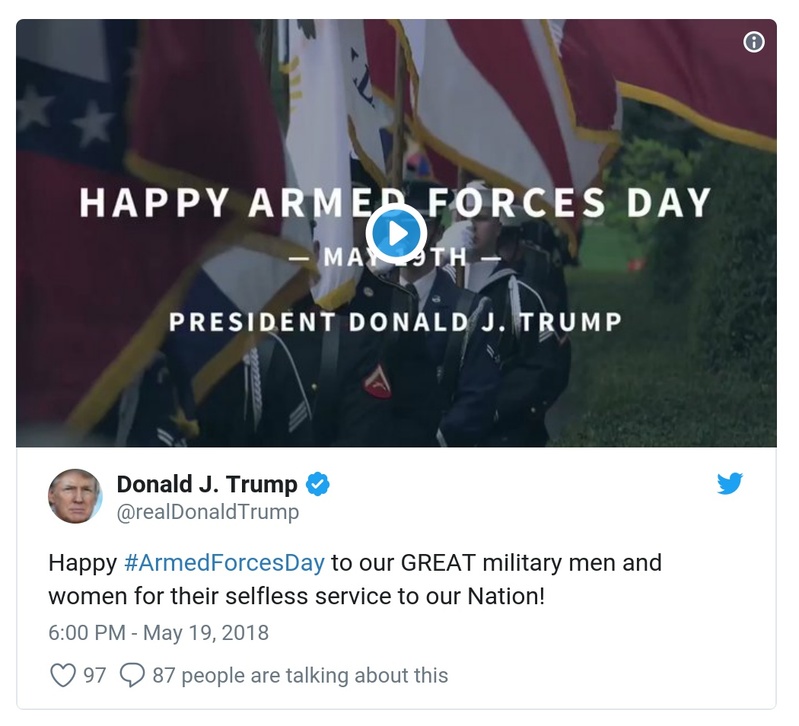 HAPPY ARMED FORCES DAY
— MAY 19TH —
PRESIDENT DONALD J. TRUMP
Donald J. Trump
@realDonaldTrump
Happy #ArmedForcesDay to our GREAT military men and
women for their selfless service to our Nation!
6:00 PM - May 19, 2018
97 87 people are talking about this